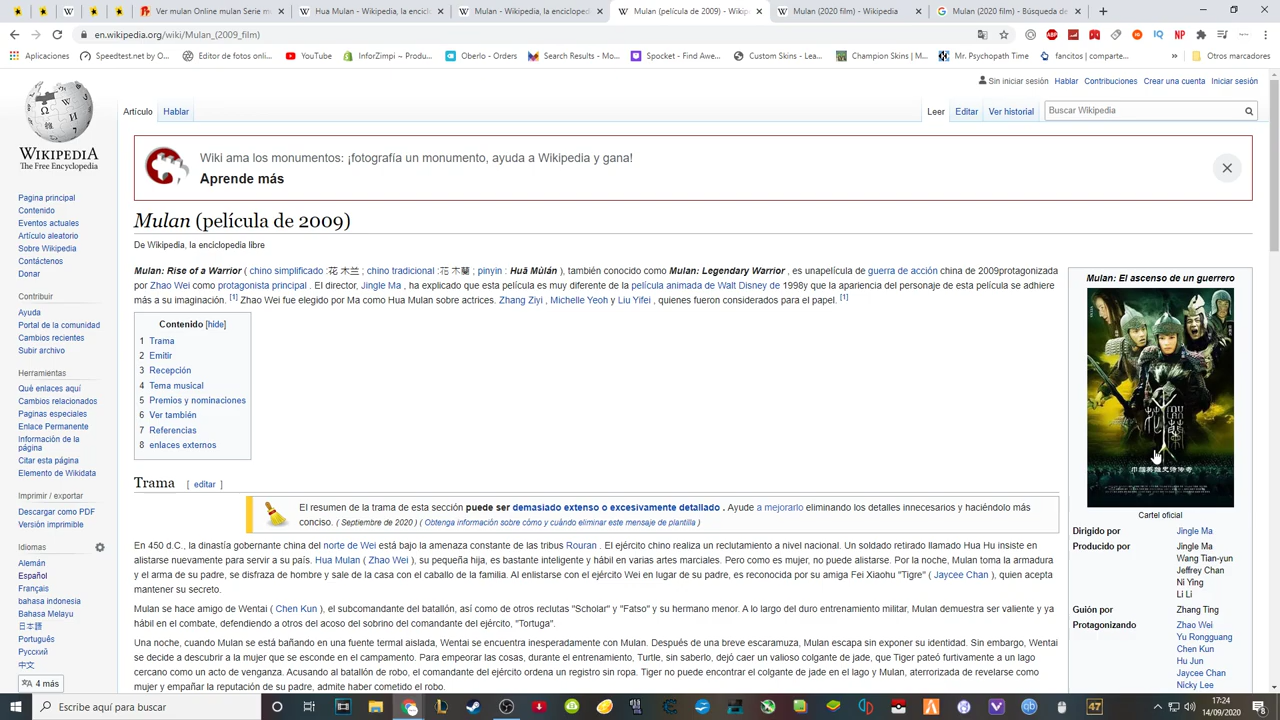 Ver mulan Online mulan Serie m...
Hua Mulan - Wikipedia, la encicl...
Mulan - Wikipedia, la enciclopedi...
Mulan (película de 2009) - Wikip...
Mulan (2020 film) - Wikipedia
Mulan (2020 film) - Búsqueda de
en.wikipedia.org/wiki/Mulan_(2009_film)
Aplicaciones
Speedtest.net by O...
Editor de fotos onli...
YouTube
InforZimpi ~ Produ...
Oberlo - Orders
Search Results - Mo...
Spocket - Find Awe...
Custom Skins - Lea...
Champion Skins | M...
Mr. Psychopath Room
fancitos | comparte...
Otros marcadores
Sin iniciar sesión Hablar Contribuciones Crear una cuenta Iniciar sesión
Artículo Hablar
Leer Editar Ver historial
Buscar Wikipedia
WIKIPEDIA
The Free Encyclopedia
Wiki ama los monumentos: ¡fotografía un monumento, ayuda a Wikipedia y gana!
Aprende más
Pagina principal
Contenido
Eventos actuales
Artículo aleatorio
Sobre Wikipedia
Contáctenos
Donar
Contribuir
Ayuda
Portal de la comunidad
Cambios recientes
Subir archivo
Herramientas
Qué enlaces aquí
Cambios relacionados
Paginas especiales
Enlace Permanente
Información de la
página
Citar esta página
Elemento de Wikidata
Imprimir / exportar
Descargar como PDF
Versión imprimible
Idiomas
Alemán
Español
Français
bahasa indonesia
Bahasa Melayu
日本語
Português
Русский
中文
4 más
Mulan (película de 2009)
De Wikipedia, la enciclopedia libre
Mulan: Rise of a Warrior ( chino simplificado :花 木兰 ; chino tradicional :花 木蘭 ; pinyin : Huā Mùlán ), también conocido como Mulan: Legendary Warrior , es unapelícula de guerra de acción china de 2009protagonizada
por Zhao Wei como protagonista principal . El director, Jingle Ma , ha explicado que esta película es muy diferente de la película animada de Walt Disney de 1998y que la apariencia del personaje de esta película se adhiere
más a su imaginación. [1] Zhao Wei fue elegido por Ma como Hua Mulan sobre actrices. Zhang Ziyi , Michelle Yeoh y Liu Yifei , quienes fueron considerados para el papel. [1]
Contenido [hide]
1 Trama
2 Emitir
3 Recepción
4 Tema musical
5 Premios y nominaciones
6 Ver también
7 Referencias
8 enlaces externos
Trama [ editar ]
El resumen de la trama de esta sección puede ser demasiado extenso o excesivamente detallado . Ayude a mejorarlo eliminando los detalles innecesarios y haciéndolo más
conciso. ( Septiembre de 2020 ) ( Obtenga información sobre cómo y cuándo eliminar este mensaje de plantilla )
En 450 d.C., la dinastía gobernante china del norte de Wei está bajo la amenaza constante de las tribus Rouran . El ejército chino realiza un reclutamiento a nivel nacional. Un soldado retirado llamado Hua Hu insiste en
alistarse nuevamente para servir a su país. Hua Mulan ( Zhao Wei ), su pequeña hija, es bastante inteligente y hábil en varias artes marciales. Pero como es mujer, no puede alistarse. Por la noche, Mulan toma la armadura
y el arma de su padre, se disfraza de hombre y sale de la casa con el caballo de la familia. Al enlistarse con el ejército Wei en lugar de su padre, es reconocida por su amiga Fei Xiaohu "Tigre" ( Jaycee Chan ), quien acepta
mantener su secreto.
Mulan se hace amigo de Wentai ( Chen Kun ), el subcomandante del batallón, así como de otros reclutas "Scholar" y "Fatso" y su hermano menor. A lo largo del duro entrenamiento militar, Mulan demuestra ser valiente y ya
hábil en el combate, defendiendo a otros del acoso del sobrino del comandante del ejército, "Tortuga".
Una noche, cuando Mulan se está bañando en una fuente termal aislada, Wentai se encuentra inesperadamente con Mulan. Después de una breve escaramuza, Mulan escapa sin exponer su identidad. Sin embargo, Wentai
se decide a descubrir a la mujer que se esconde en el campamento. Para empeorar las cosas, durante el entrenamiento, Turtle, sin saberlo, dejó caer un valioso colgante de jade, que Tiger pateó furtivamente a un lago
cercano como un acto de venganza. Acusando al batallón de robo, el comandante del ejército ordena un registro sin ropa. Tiger no puede encontrar el colgante de jade en el lago y Mulan, aterrorizada de revelarse como
mujer y empañar la reputación de su padre, admite haber cometido el robo.
Mulan: El ascenso de un guerrero
MULAN
巾幗英雄史詩傳奇
Cartel oficial
Dirigido por Jingle Ma
Producido por Jingle Ma
Wang Tian-yun
Jeffrey Chan
Ni Ying
Li Li
Guión por Zhang Ting
Protagonizando Zhao Wei
Yu Rongguang
Chen Kun
Hu Jun
Jaycee Chan
Nicky Lee
Escribe aquí para buscar
47
17:24
14/09/2020